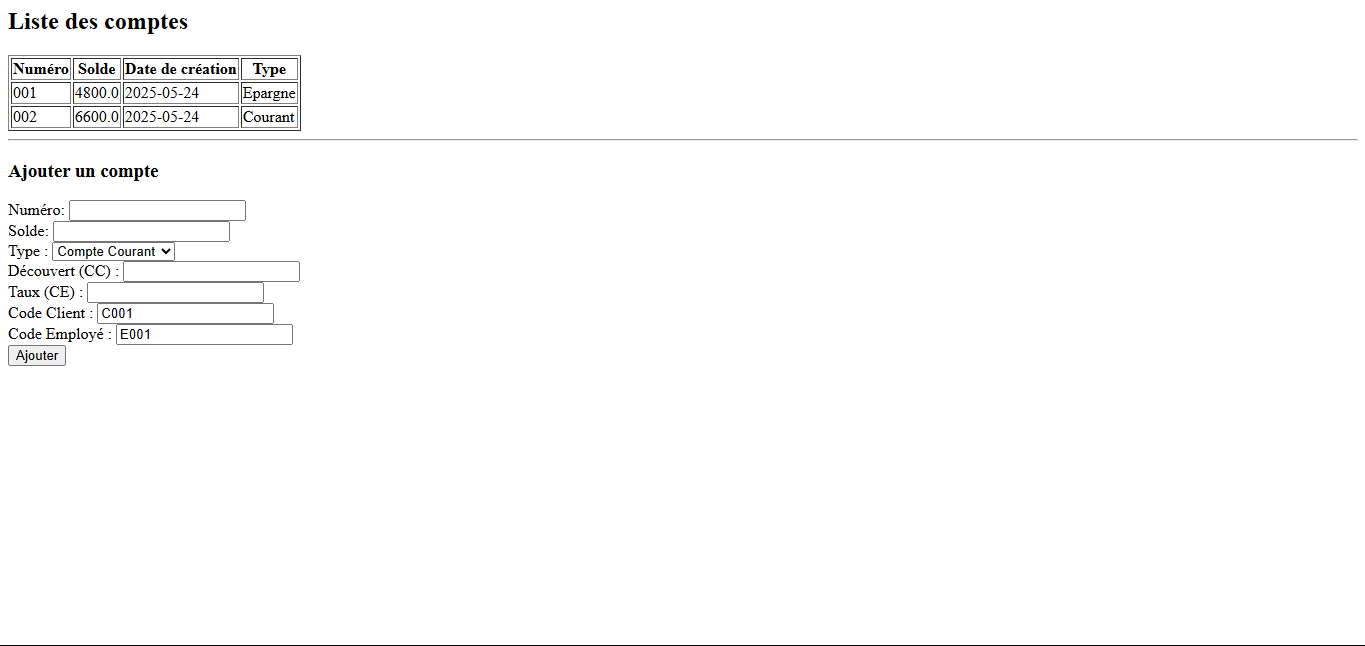 Liste des comptes
Numéro Solde Date de création Type
001 4800.0 2025-05-24 Epargne
002 6600.0 2025-05-24 Courant
Ajouter un compte
Numéro:
Solde:
Type : Compte Courant
Découvert (CC) :
Taux (CE) :
Code Client : C001
Code Employé : E001
Ajouter